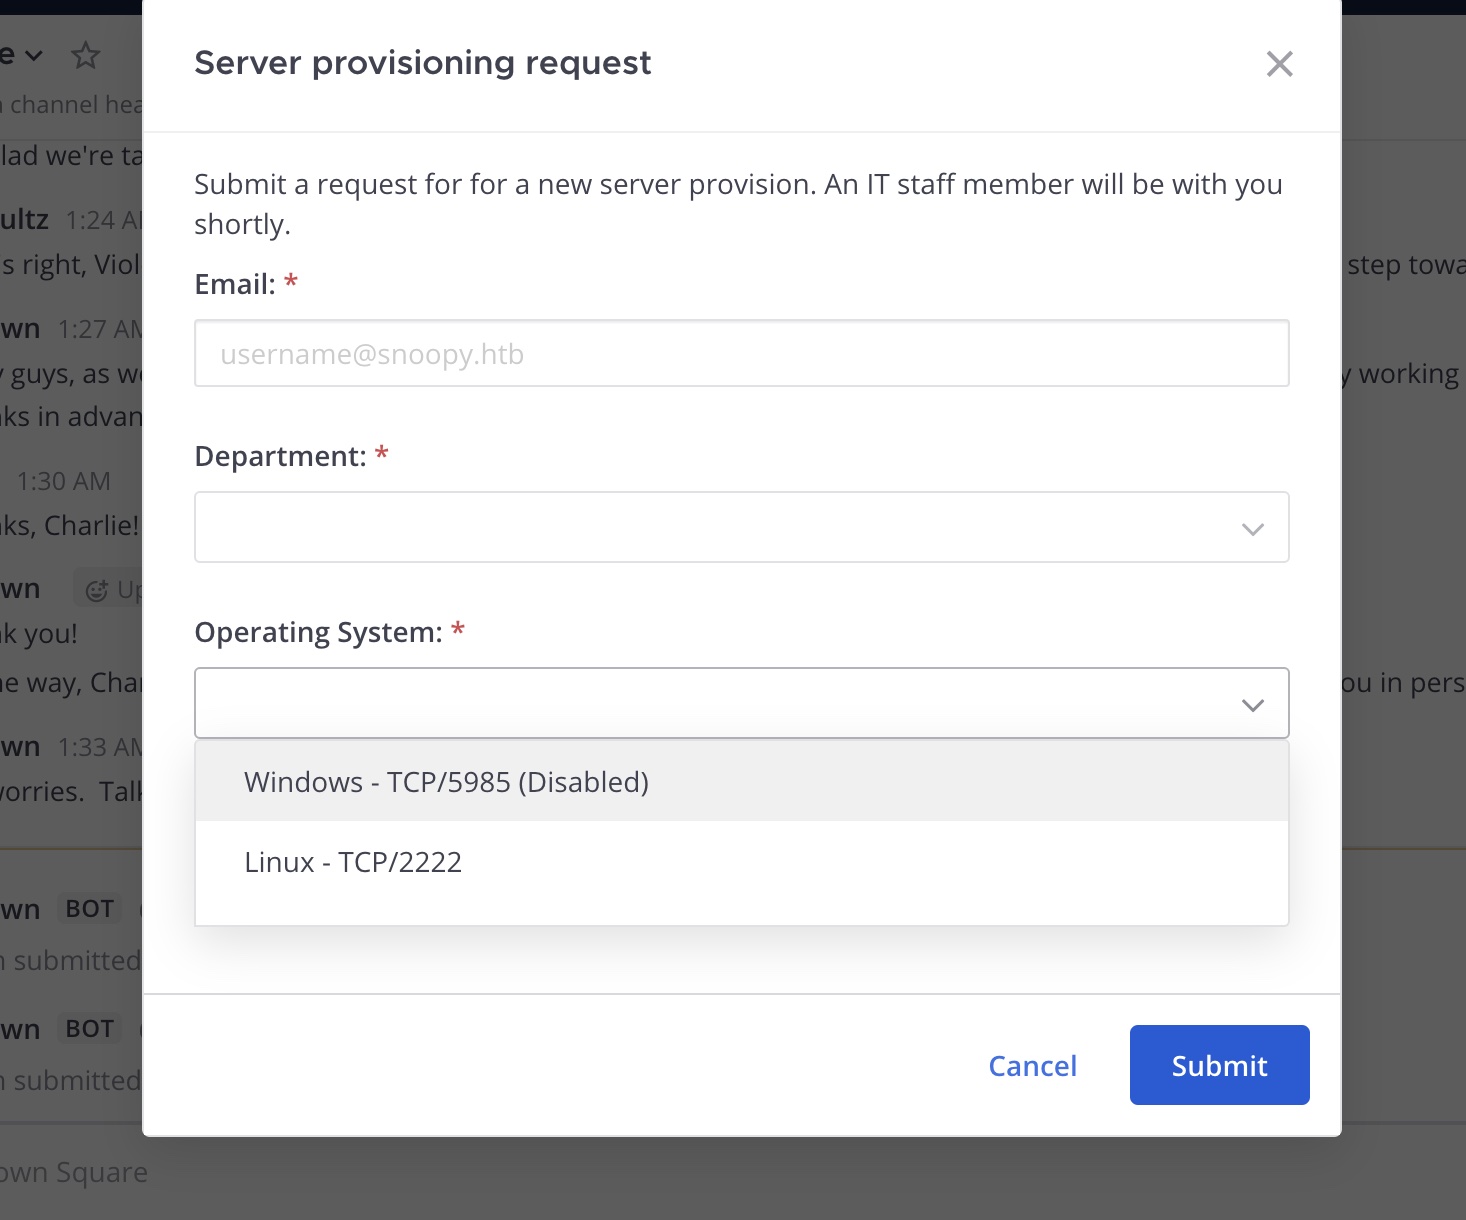 Server provisioning request
e
channel hea
lad we're ta
Submit a request for for a new server provision. An IT staff member will be with you
shortly.
ultz 1:24 A
s right, Viol
step towa
Email: *
wn 1:27 AM
username@snoopy.htb
y guys, as w
y working
ks in advan
Department: *
1:30 AM
ks, Charlie!
wn Up
k you!
Operating System: *
e way, Char
ou in pers
wn 1:33 AM
orries. Talk
Windows - TCP/5985 (Disabled)
Linux - TCP/2222
wn BOT
submitted
wn BOT
submitted
Cancel
Submit
own Square